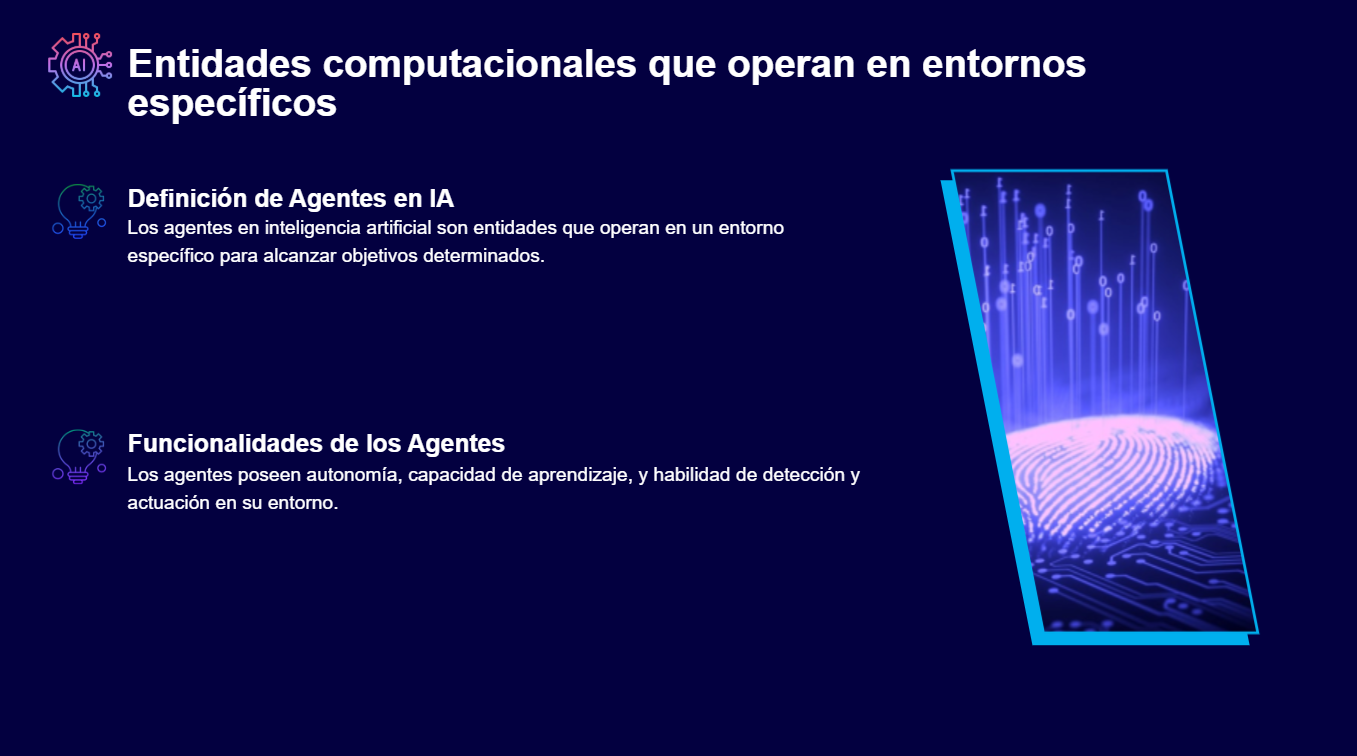 AI
Entidades computacionales que operan en entornos
específicos
Definición de Agentes en IA
Los agentes en inteligencia artificial son entidades que operan en un entorno
específico para alcanzar objetivos determinados.
Funcionalidades de los Agentes
Los agentes poseen autonomía, capacidad de aprendizaje, y habilidad de detección y
actuación en su entorno.